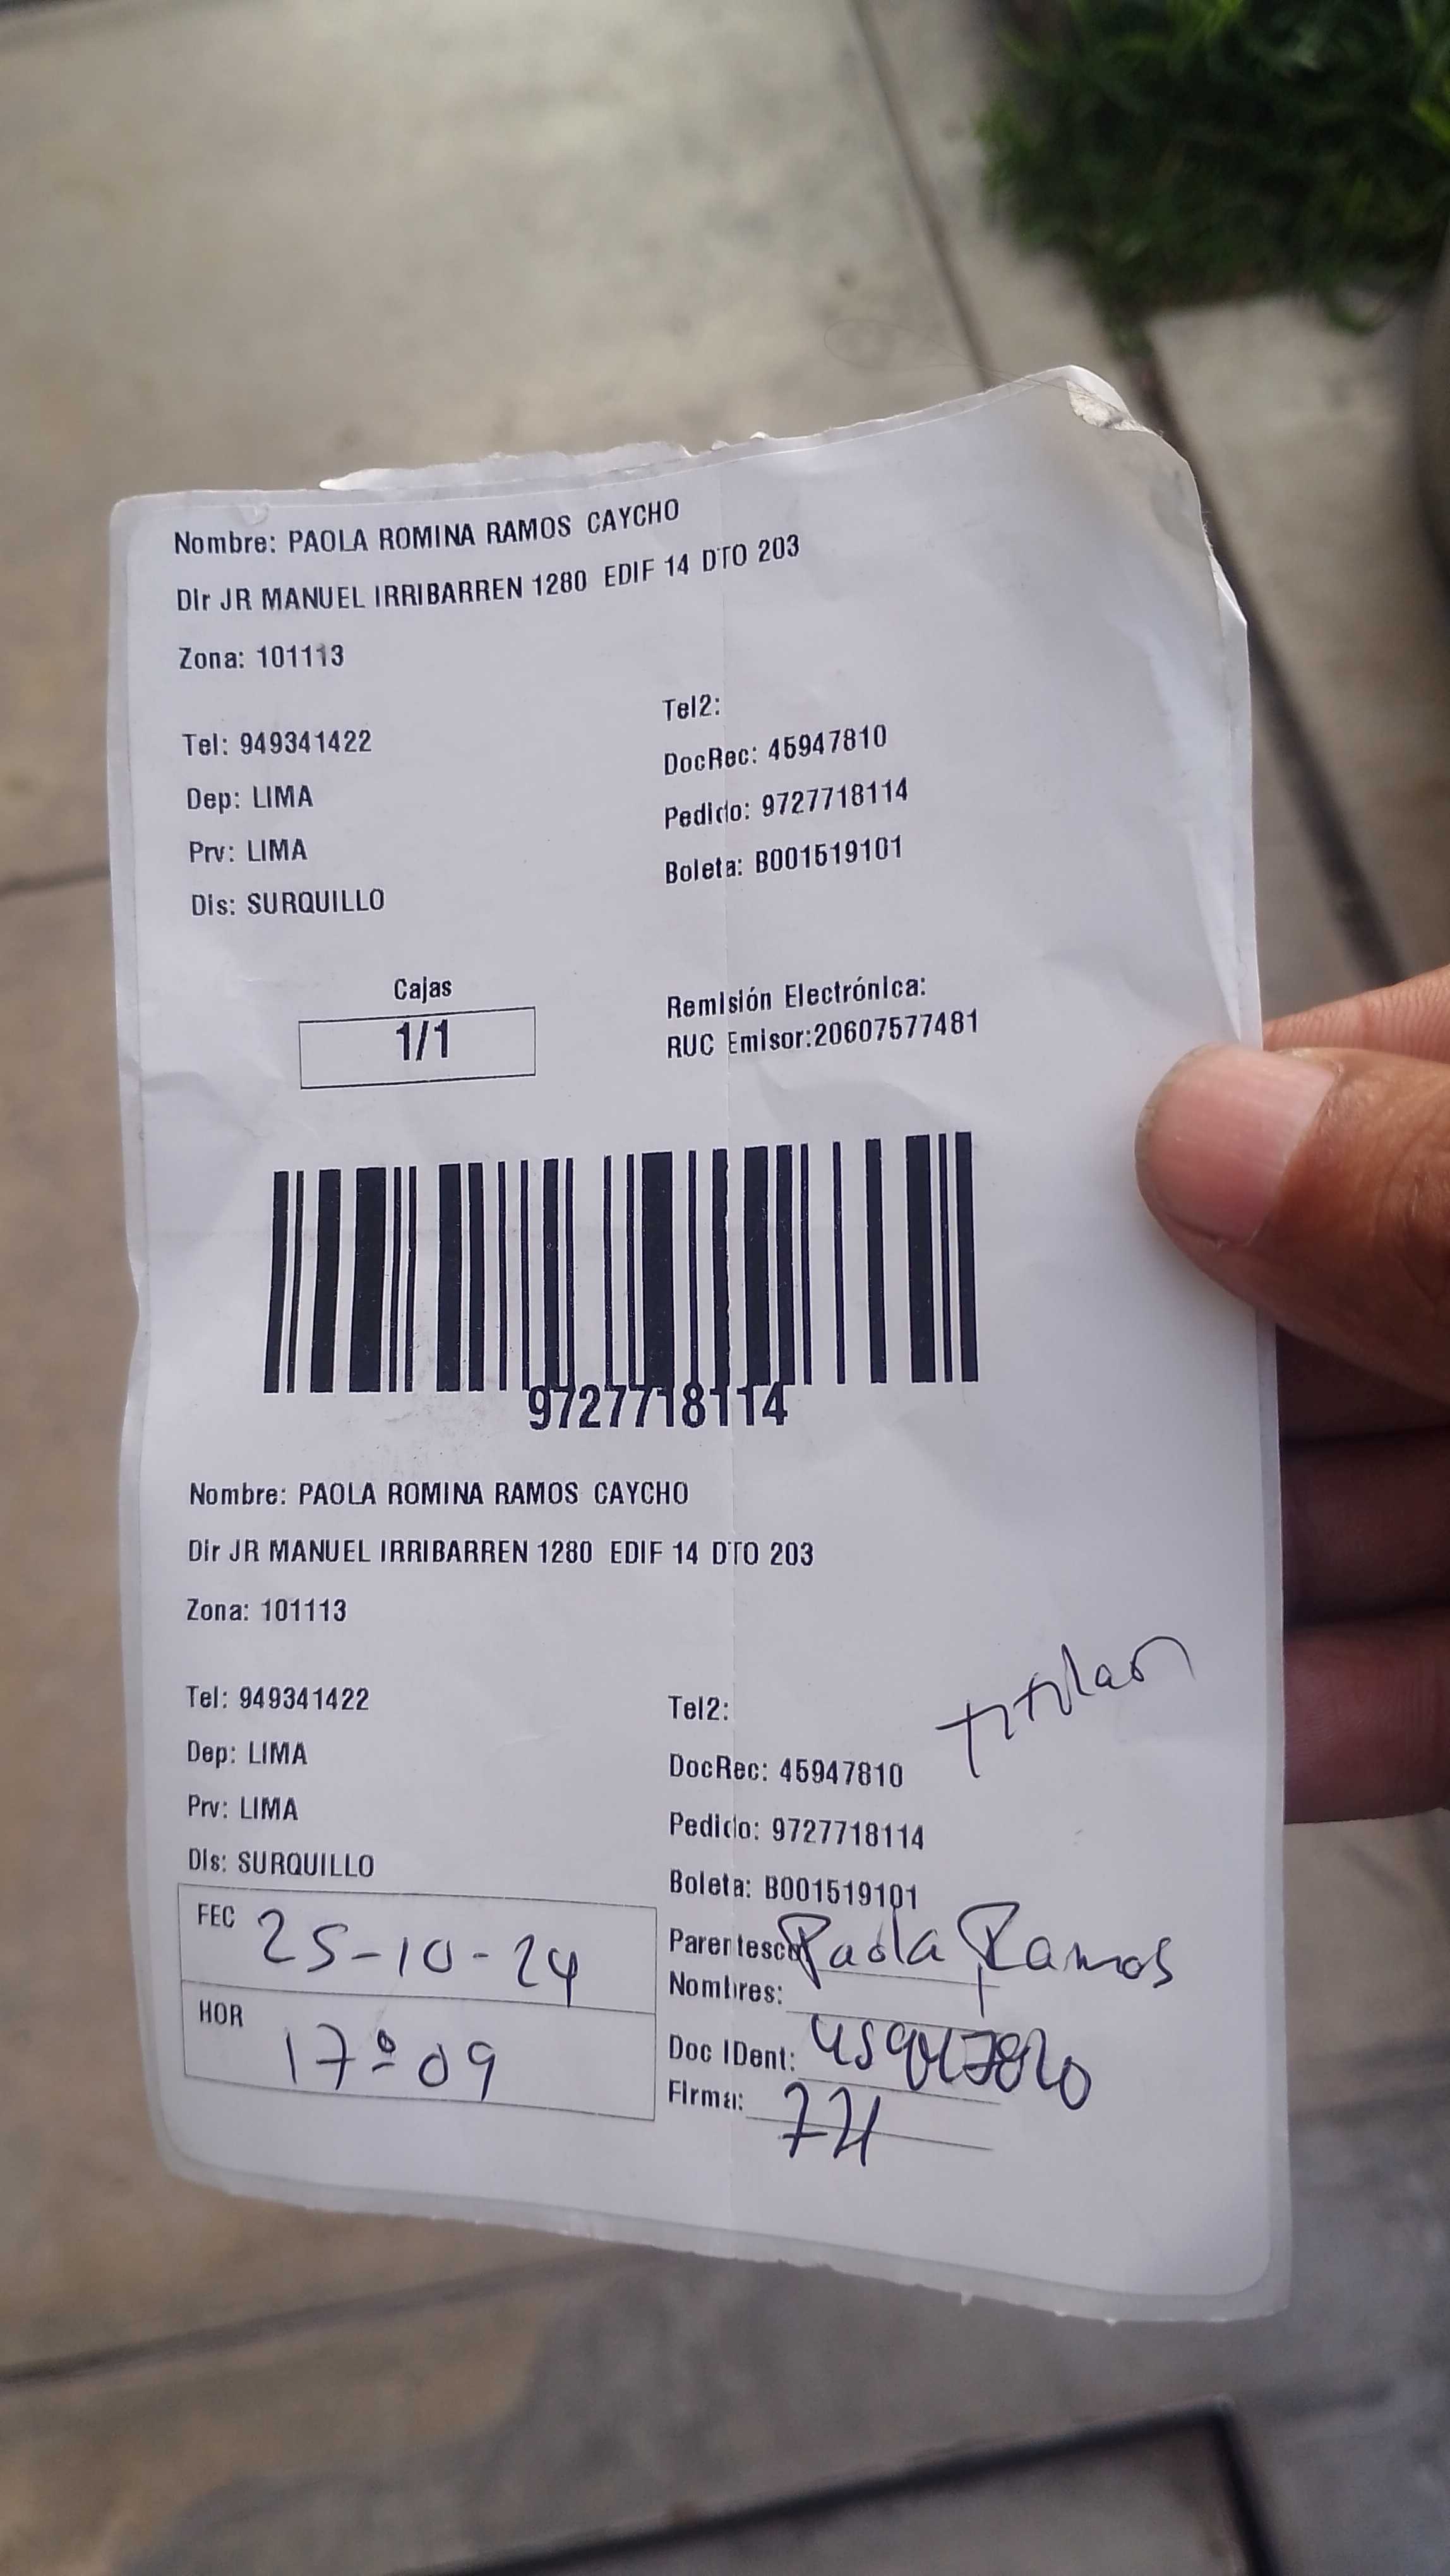 Nombre: PAOLA ROMINA RAMOS CAYCHO
Dir JR MANUEL IRRIBARREN 1280 EDIF 14 DTO 203
Zona: 101113
Tel2:
Tel: 949341422
DocRec: 45947810
Dep: LIMA
Pedido: 9727718114
Prv: LIMA
Boleta: B001519101
Dis: SURQUILLO
Cajas
1/1
Remisión Electrónica:
RUC Emisor:20607577481
9727718114
Nombre: PAOLA ROMINA RAMOS CAYCHO
Dir JR MANUEL IRRIBARREN 1280 EDIF 14 DTO 203
Zona: 101113
titular
Tel: 949341422
Tel2:
Dep: LIMA
DocRec: 45947810
Prv: LIMA
Pedido: 9727718114
Dis: SURQUILLO
Boleta: B001519101
FEC 25-10-24
Parentesco: Paola Ramos
Nombres:
HOR 17:09
Doc IDent: 45947810
Firma: